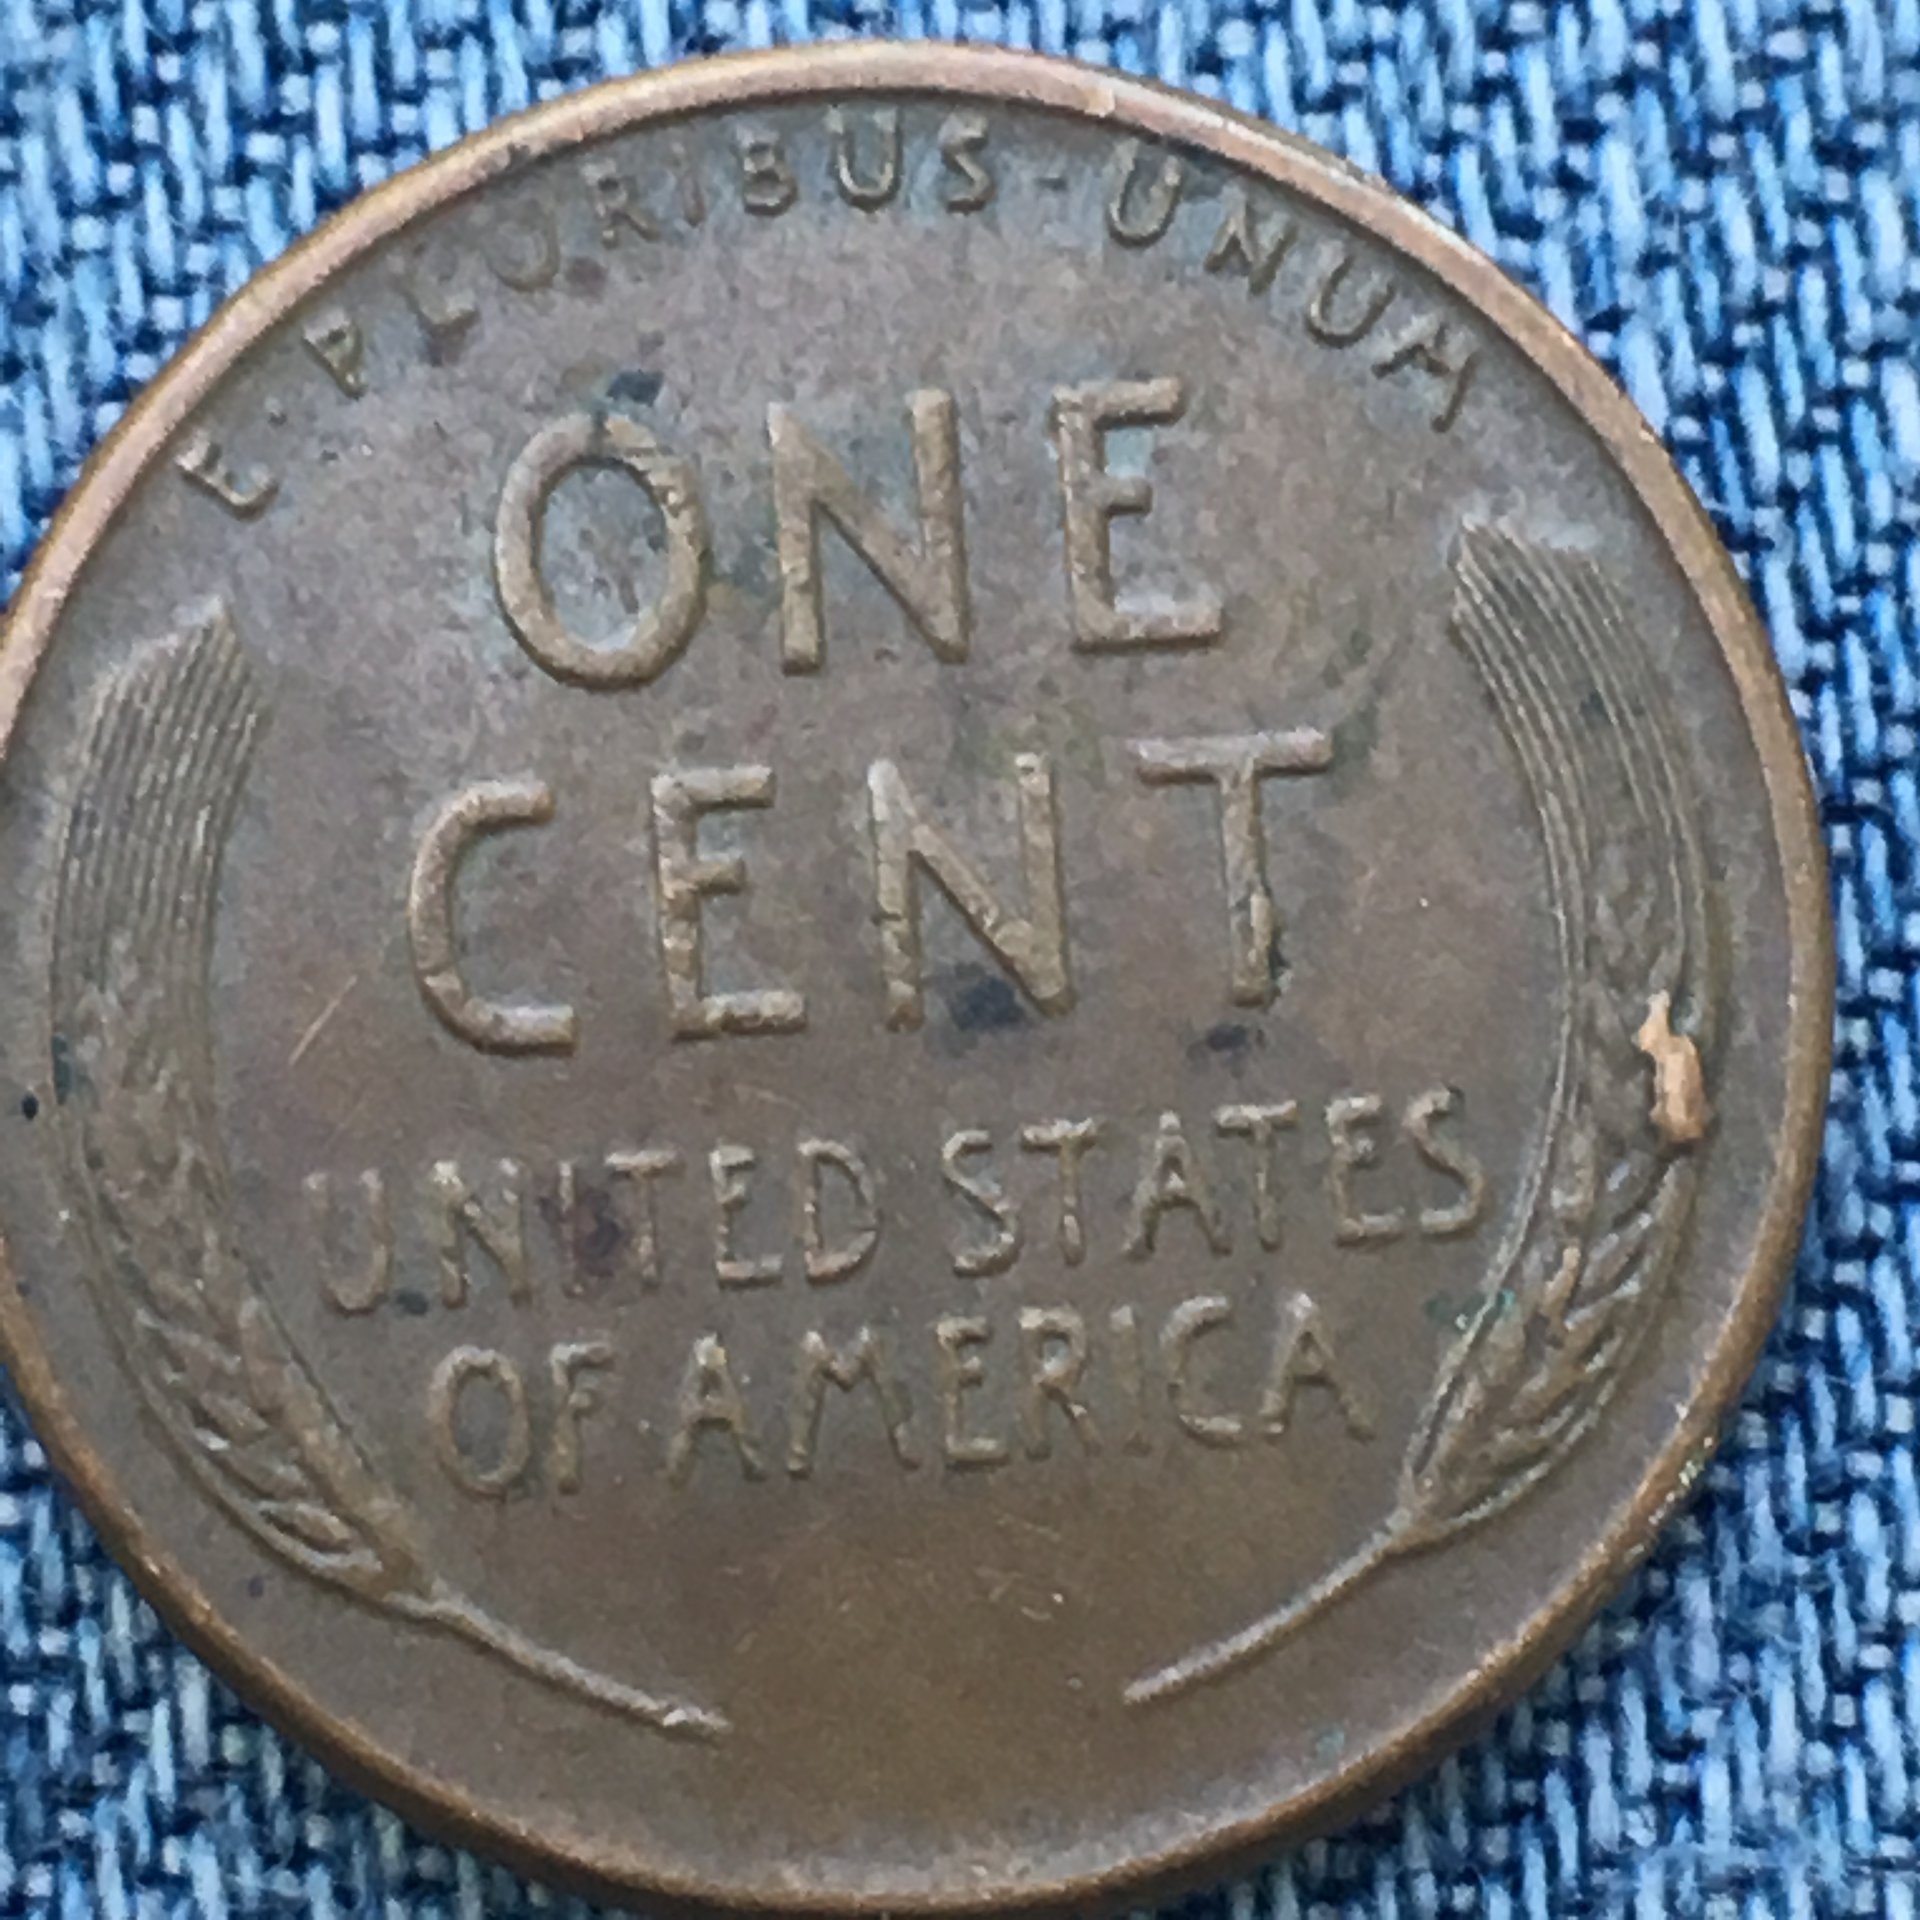 E·PLURIBUS·UNUM
ONE
CENT
UNITED STATES
OF AMERICA